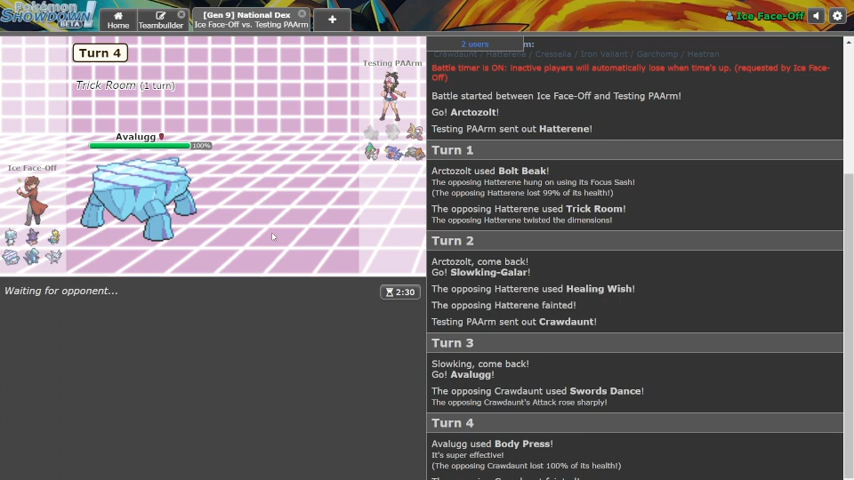 Pokémon
Showdown
BETA
Home
Teambuilder
[Gen 9] National Dex
Ice Face-Off vs. Testing PAArm
Ice Face-Off
2 users
Crawdaunt / Hatterene / Cresselia / Iron Valiant / Garchomp / Heatran
Battle timer is ON: inactive players will automatically lose when time's up. (requested by Ice Face-
Off)
Battle started between Ice Face-Off and Testing PAArm!
Go! Arctozolt!
Testing PAArm sent out Hatterene!
Turn 1
Arctozolt used Bolt Beak!
The opposing Hatterene hung on using its Focus Sash!
(The opposing Hatterene lost 99% of its health!)
The opposing Hatterene used Trick Room!
The opposing Hatterene twisted the dimensions!
Turn 2
Arctozolt, come back!
Go! Slowking-Galar!
The opposing Hatterene used Healing Wish!
The opposing Hatterene fainted!
Testing PAArm sent out Crawdaunt!
Turn 3
Slowking, come back!
Go! Avalugg!
The opposing Crawdaunt used Swords Dance!
The opposing Crawdaunt's Attack rose sharply!
Turn 4
Avalugg used Body Press!
It's super effective!
(The opposing Crawdaunt lost 100% of its health!)
Turn 4
Trick Room (1 turn)
Testing PAArm
Avalugg
100%
Ice Face-Off
Waiting for opponent...
2:30